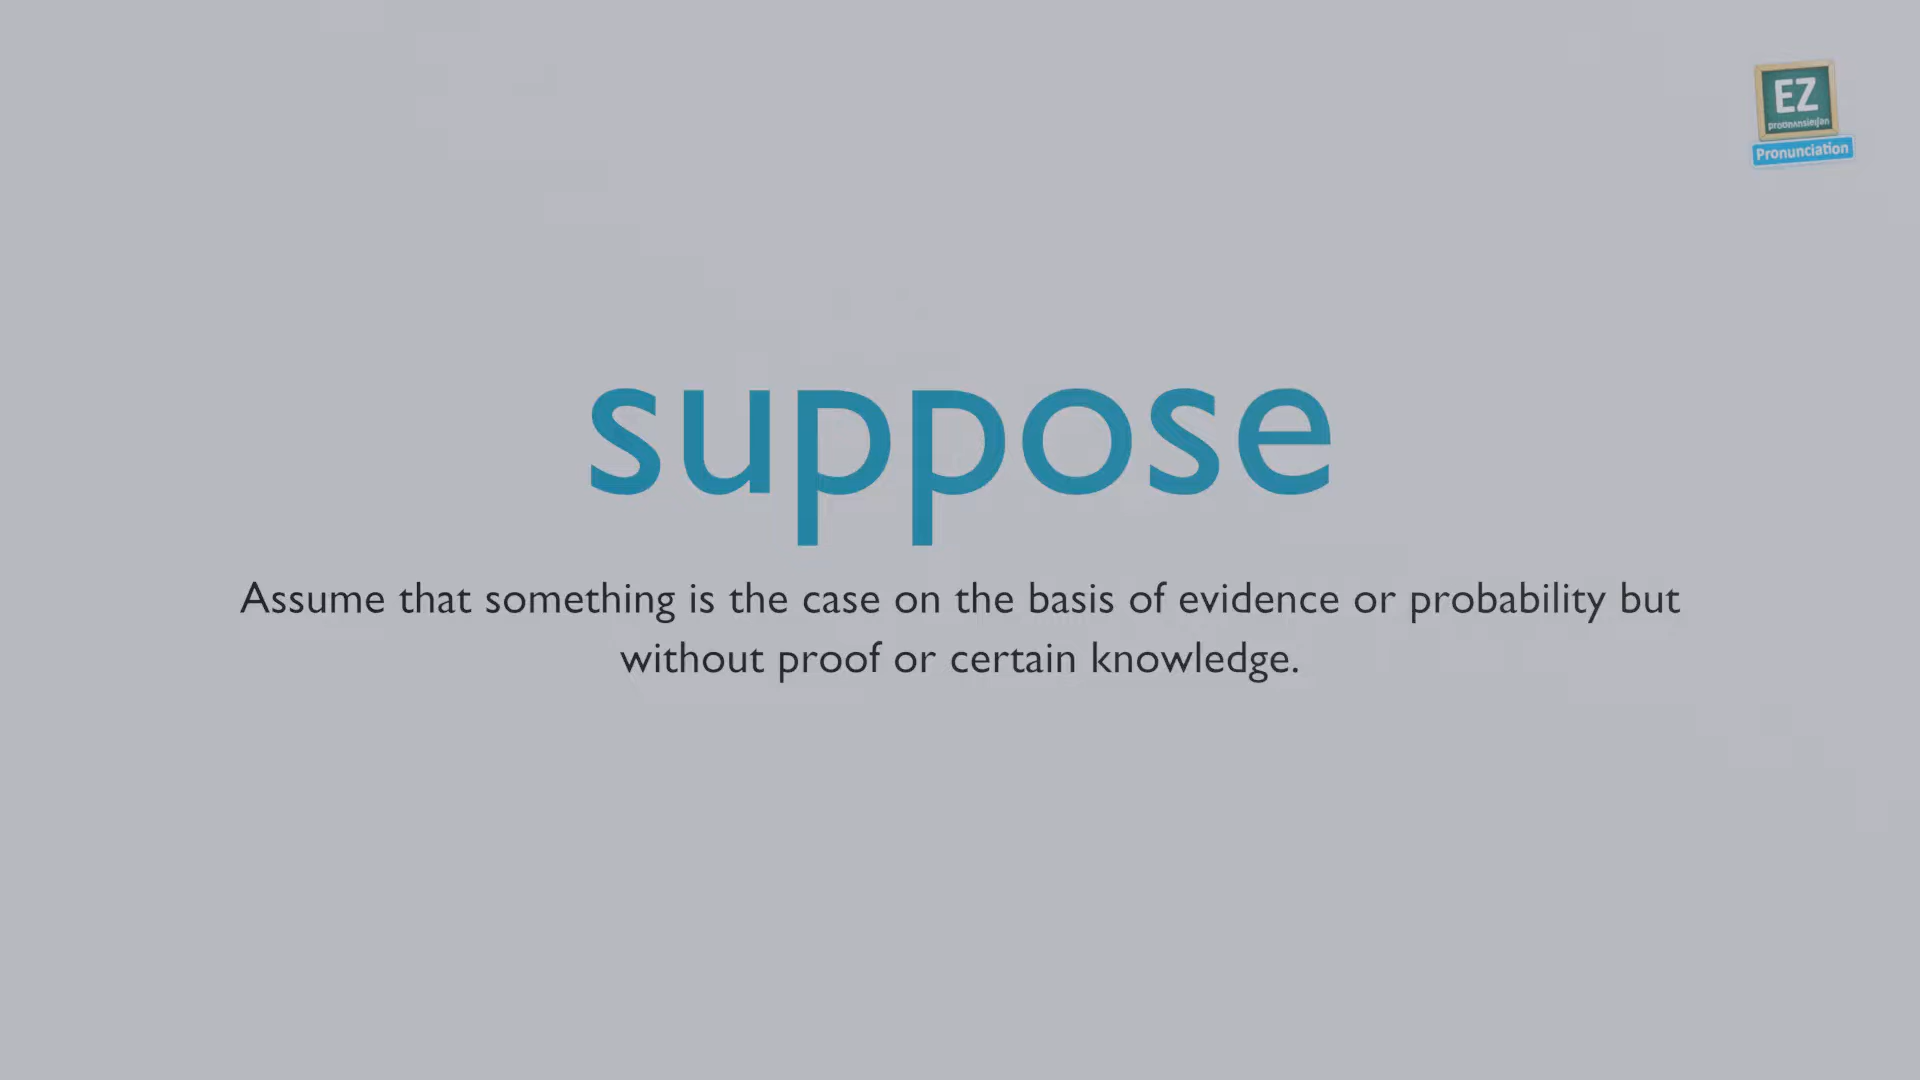 EZ
Pronunciation
suppose
Assume that something is the case on the basis of evidence or probability but
without proof or certain knowledge.